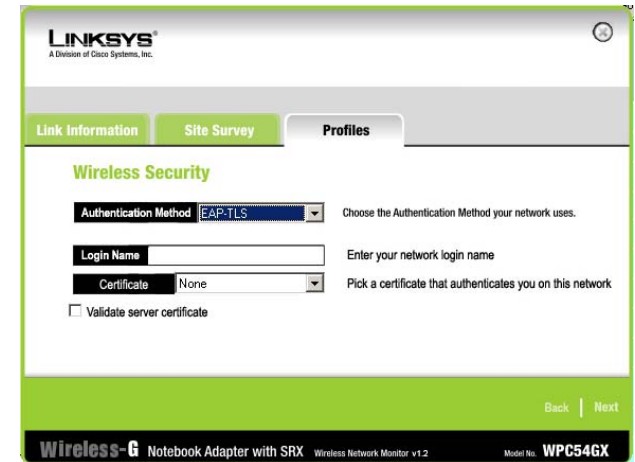 LINKSYS®
A Division of Cisco Systems, Inc.
Link Information Site Survey Profiles
Wireless Security
Authentication Method EAP-TLS Choose the Authentication Method your network uses.
Login Name Enter your network login name
Certificate None Pick a certificate that authenticates you on this network
Validate server certificate
Back | Next
Wireless-G Notebook Adapter with SRX Wireless Network Monitor v1.2 Model No. WPC54GX